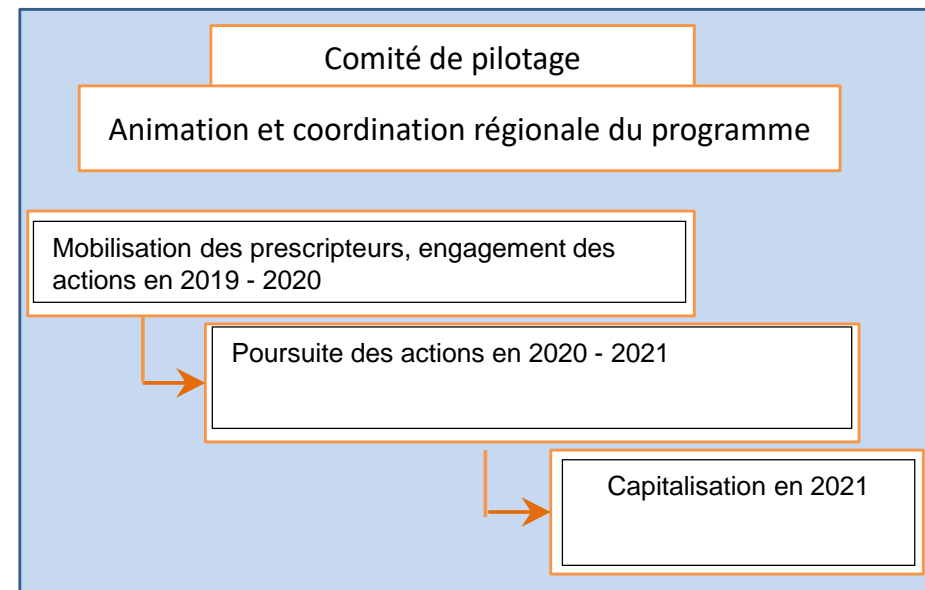 Comité de pilotage
Animation et coordination régionale du programme
Mobilisation des prescripteurs, engagement des
actions en 2019 - 2020
Poursuite des actions en 2020 - 2021
Capitalisation en 2021